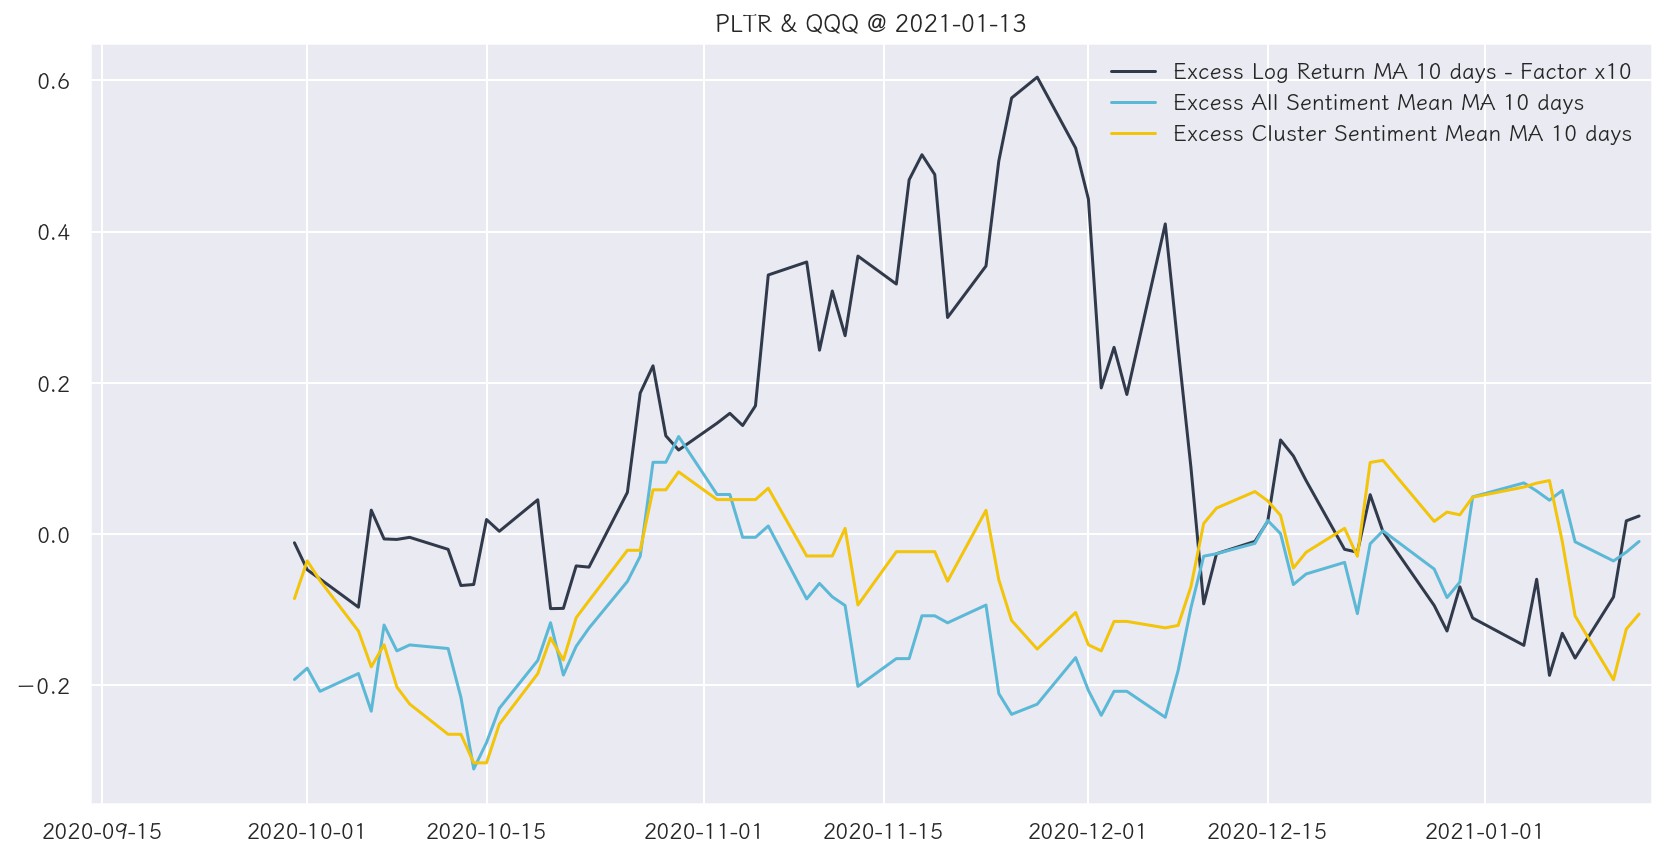 PLTR & QQQ @ 2021-01-13
Excess Log Return MA 10 days - Factor x10
Excess All Sentiment Mean MA 10 days
Excess Cluster Sentiment Mean MA 10 days
0.6
0.4
0.2
0.0
−0.2
2020-09-15 2020-10-01 2020-10-15 2020-11-01 2020-11-15 2020-12-01 2020-12-15 2021-01-01